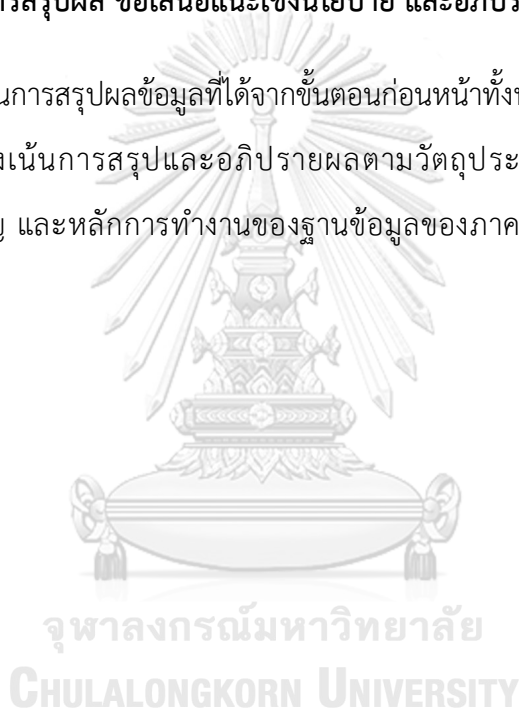 ารสรุปผล ข้อเสนอแนะเชิงนโยบาย และอภิปร
นการสรุปผลข้อมูลที่ได้จากขั้นตอนก่อนหน้าทั้งห
งเน้นการสรุปและอภิปรายผลตามวัตถุประ
ญ และหลักการทำงานของฐานข้อมูลของภาค
จุฬาลงกรณ์มหาวิทยาลัย
CHULALONGKORN UNIVERSITY